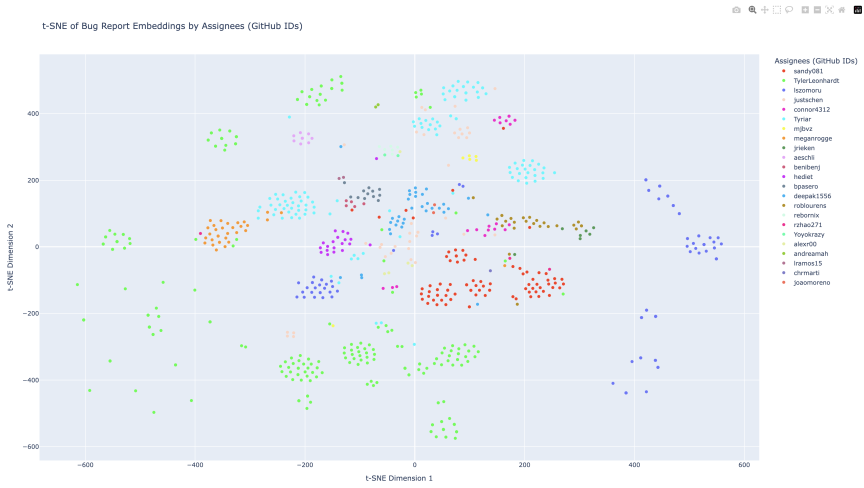 t-SNE of Bug Report Embeddings by Assignees (GitHub IDs)
Assignees (GitHub IDs)
sandy081
TylerLeonhardt
lszomoru
justschen
connor4312
Tyriar
mjbvz
meganrogge
jrieken
aeschli
benibenj
hediet
bpasero
deepak1556
roblourens
rebornix
rzhao271
Yoyokrazy
alexr00
andreamah
lramos15
chrmarti
joaomoreno
t-SNE Dimension 2
400
200
0
−200
−400
−600
−600
−400
−200
0
200
400
600
t-SNE Dimension 1